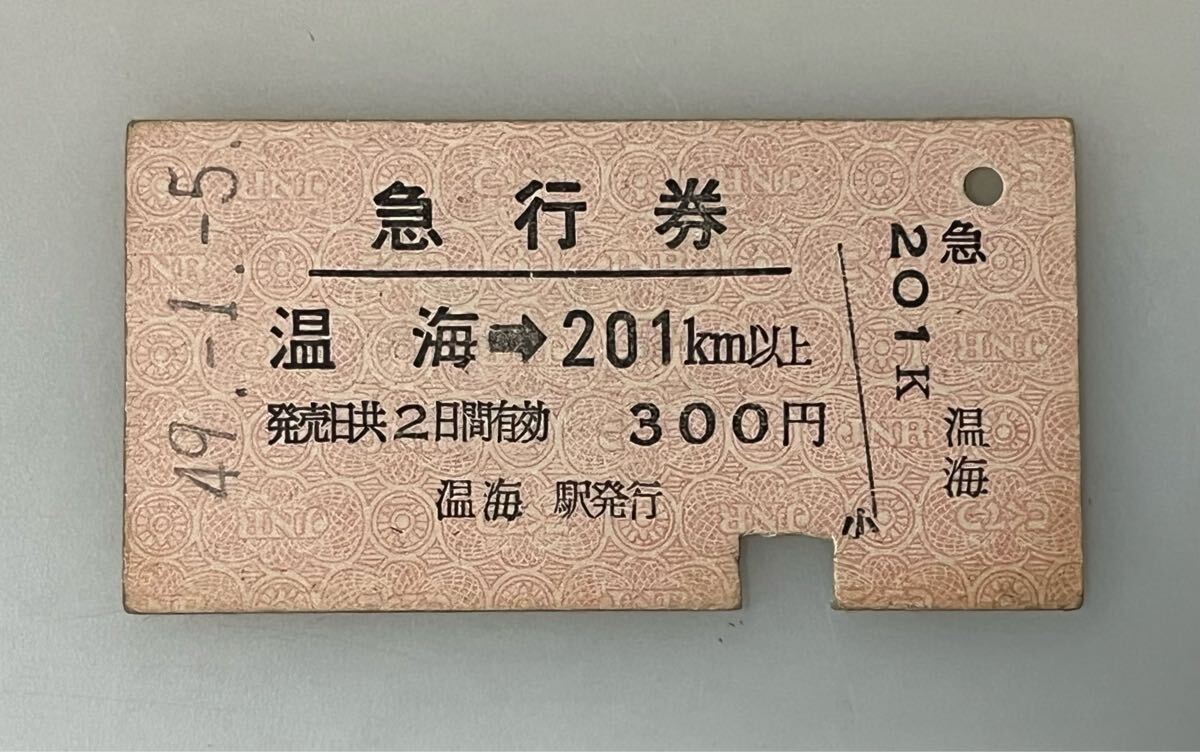 49.-1.-5.
急行券
温海➡201km以上
発売日共2日間有効 300円
温海 駅発行
小
急 温海
201K